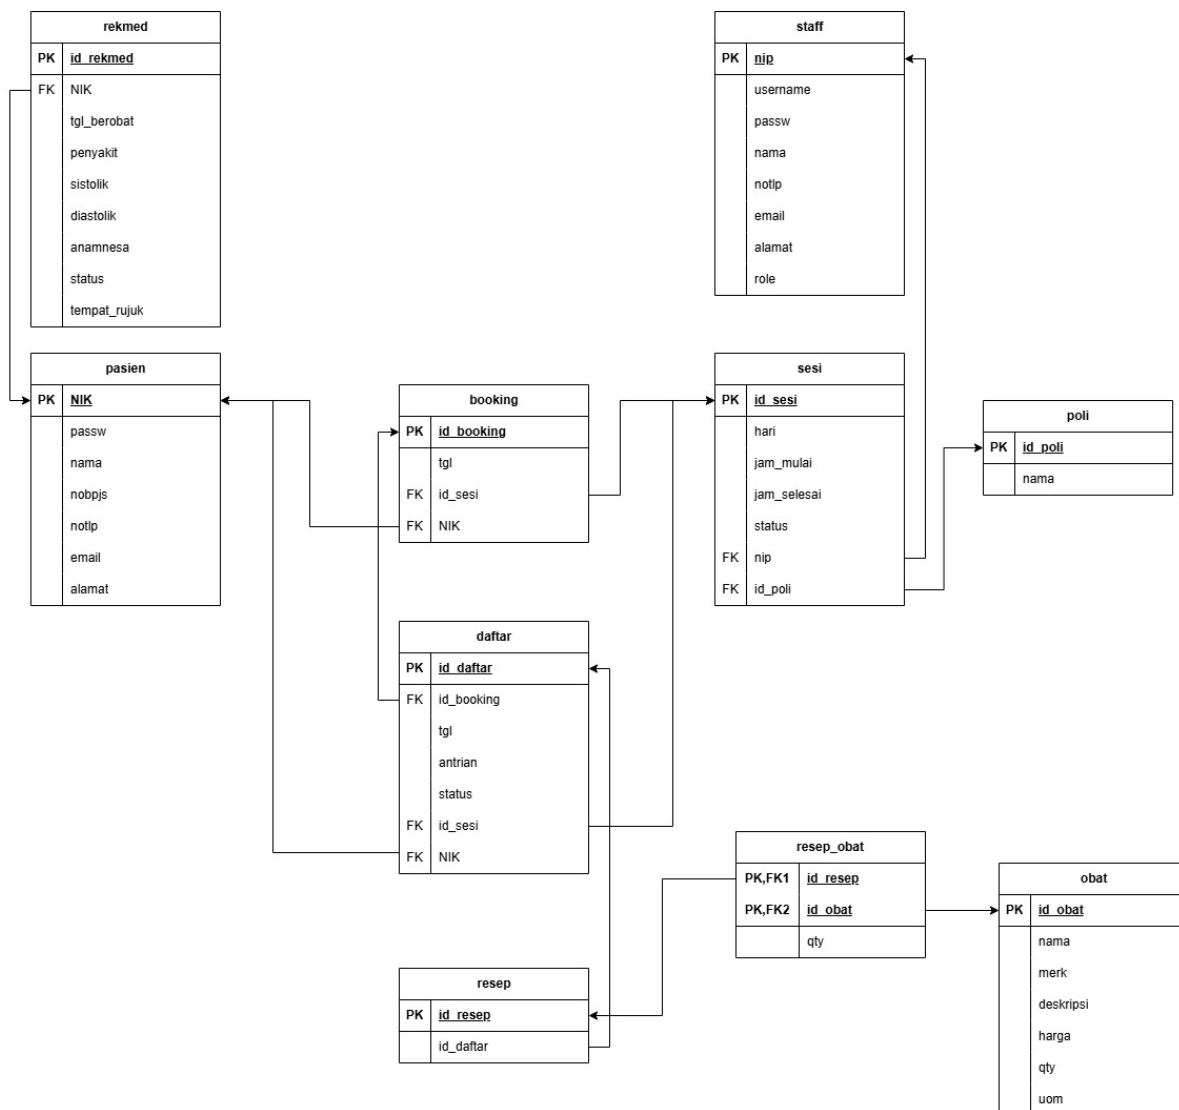 rekmed
PK id_rekmed
FK NIK
tgl_berobat
penyakit
sistolik
diastolik
anamnesa
status
tempat_rujuk
staff
PK nip
username
passw
nama
notlp
email
alamat
role
pasien
PK NIK
passw
nama
nobpjs
notlp
email
alamat
booking
PK id_booking
tgl
FK id_sesi
FK NIK
sesi
PK id_sesi
hari
jam_mulai
jam_selesai
status
FK nip
FK id_poli
poli
PK id_poli
nama
daftar
PK id_daftar
FK id_booking
tgl
antrian
status
FK id_sesi
FK NIK
resep_obat
PK,FK1 id_resep
PK,FK2 id_obat
qty
obat
PK id_obat
nama
merk
deskripsi
harga
qty
uom
resep
PK id_resep
id_daftar